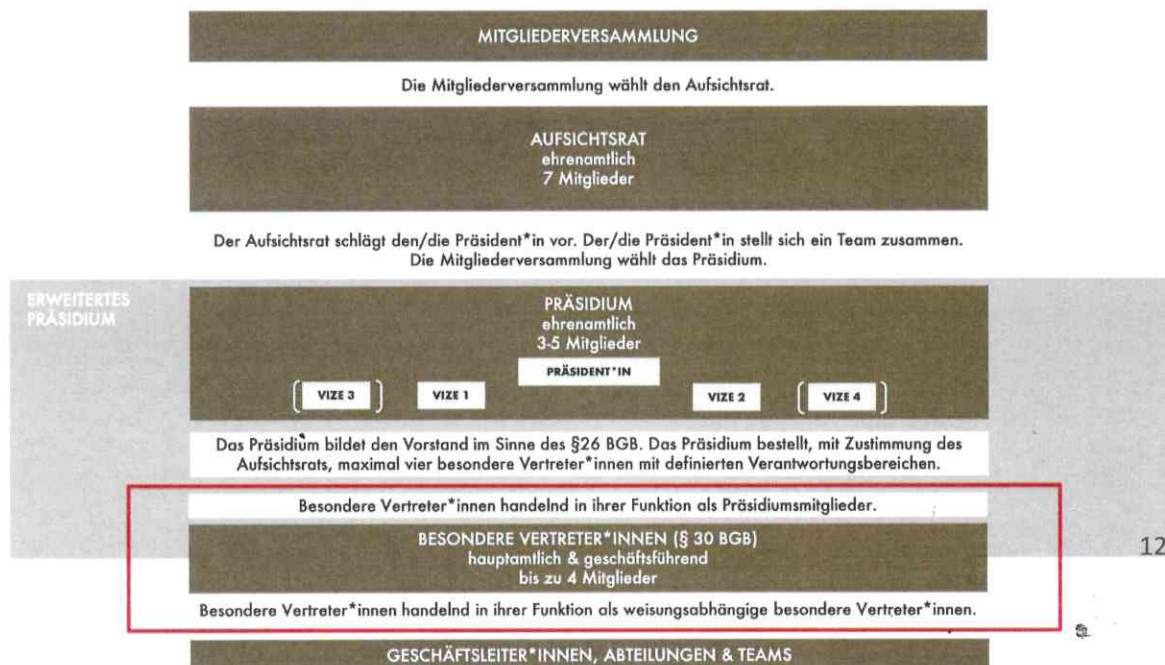 MITGLIEDERVERSAMMLUNG
Die Mitgliederversammlung wählt den Aufsichtsrat.
AUFSICHTSRAT
ehrenamtlich
7 Mitglieder
Der Aufsichtsrat schlägt den/die Präsident*in vor. Der/die Präsident*in stellt sich ein Team zusammen.
Die Mitgliederversammlung wählt das Präsidium.
ERWEITERTES
PRÄSIDIUM
PRÄSIDIUM
ehrenamtlich
3-5 Mitglieder
PRÄSIDENT*IN
(VIZE 3) VIZE 1 VIZE 2 (VIZE 4)
Das Präsidium bildet den Vorstand im Sinne des §26 BGB. Das Präsidium bestellt, mit Zustimmung des
Aufsichtsrats, maximal vier besondere Vertreter*innen mit definierten Verantwortungsbereichen.
Besondere Vertreter*innen handelnd in ihrer Funktion als Präsidiumsmitglieder.
BESONDERE VERTRETER*INNEN (§ 30 BGB)
hauptamtlich & geschäftsführend
bis zu 4 Mitglieder
12
Besondere Vertreter*innen handelnd in ihrer Funktion als weisungsabhängige besondere Vertreter*innen.
GESCHÄFTSLEITER*INNEN, ABTEILUNGEN & TEAMS